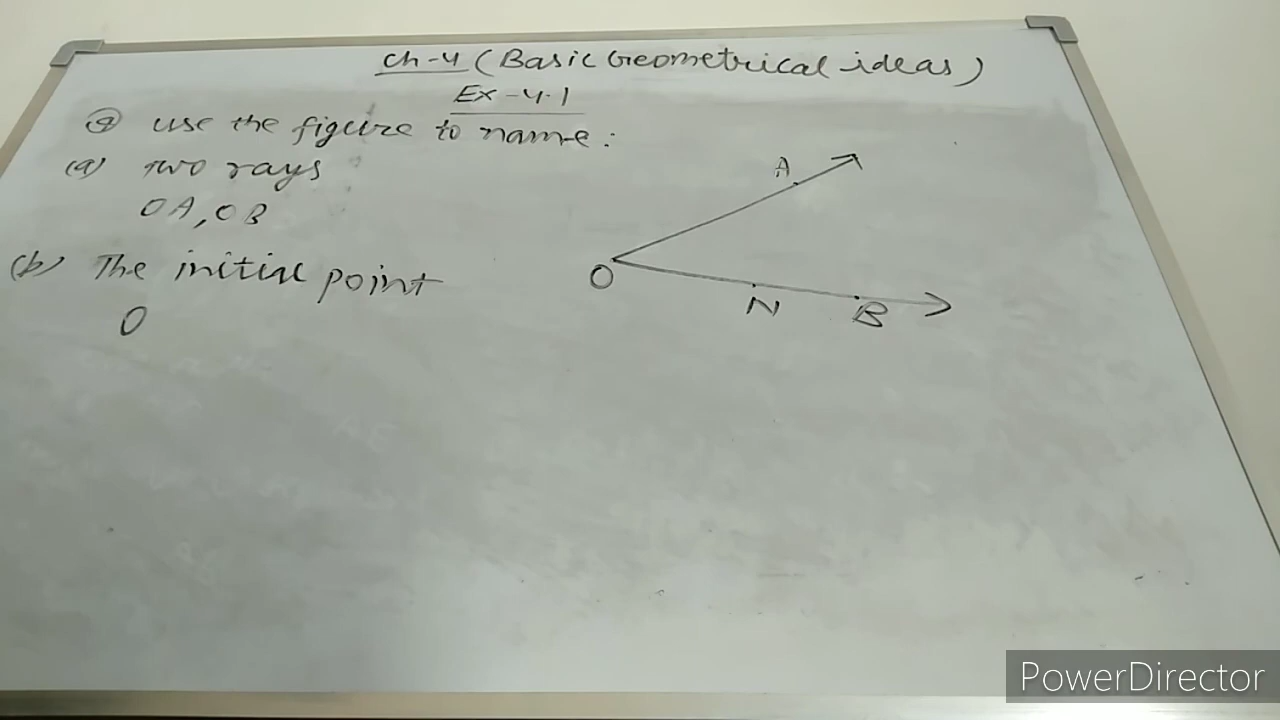 Ch-4 (Basic Geometrical ideas)
Ex-4.1
Q use the figure to name:
(a) two rays
OA, OB
(b) The initial point
O
A
O
N
B
PowerDirector